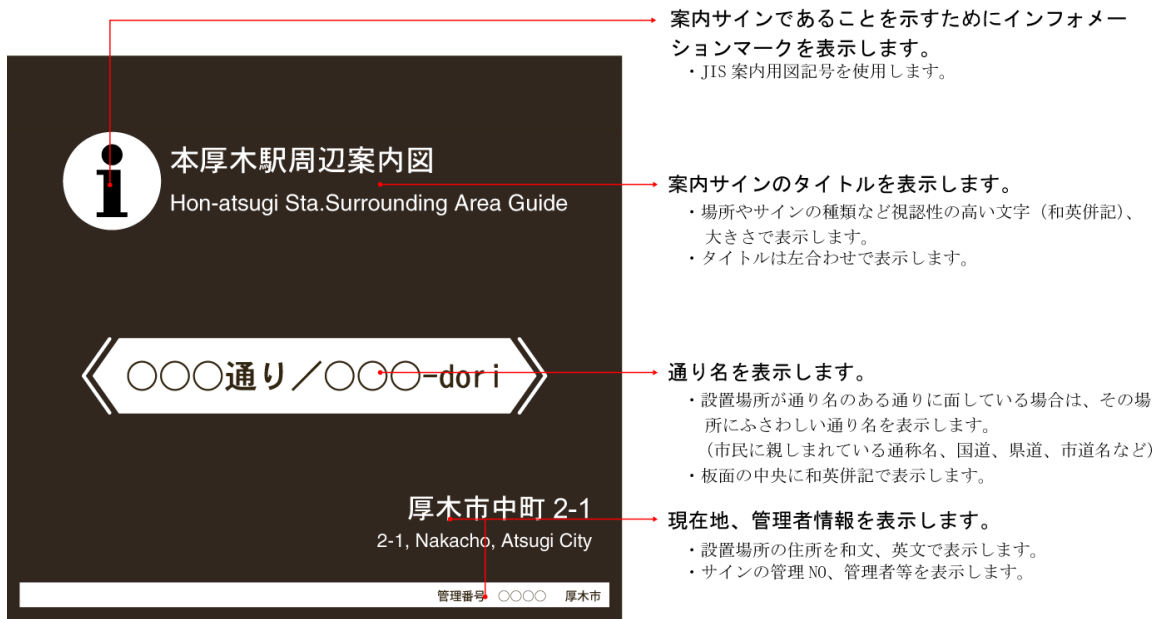 案内サインであることを示すためにインフォメー
ションマークを表示します。
・JIS 案内用図記号を使用します。
i
本厚木駅周辺案内図
Hon-atsugi Sta.Surrounding Area Guide
案内サインのタイトルを表示します。
・場所やサインの種類など視認性の高い文字（和英併記）、
大きさで表示します。
・タイトルは左合わせで表示します。
○○○通り／○○○-dori
通り名を表示します。
・設置場所が通り名のある通りに面している場合は、その場
所にふさわしい通り名を表示します。
（市民に親しまれている通称名、国道、県道、市道名など）
・板面の中央に和英併記で表示します。
厚木市中町 2-1
2-1, Nakacho, Atsugi City
管理番号 ○○○○ 厚木市
現在地、管理者情報を表示します。
・設置場所の住所を和文、英文で表示します。
・サインの管理 NO、管理者等を表示します。